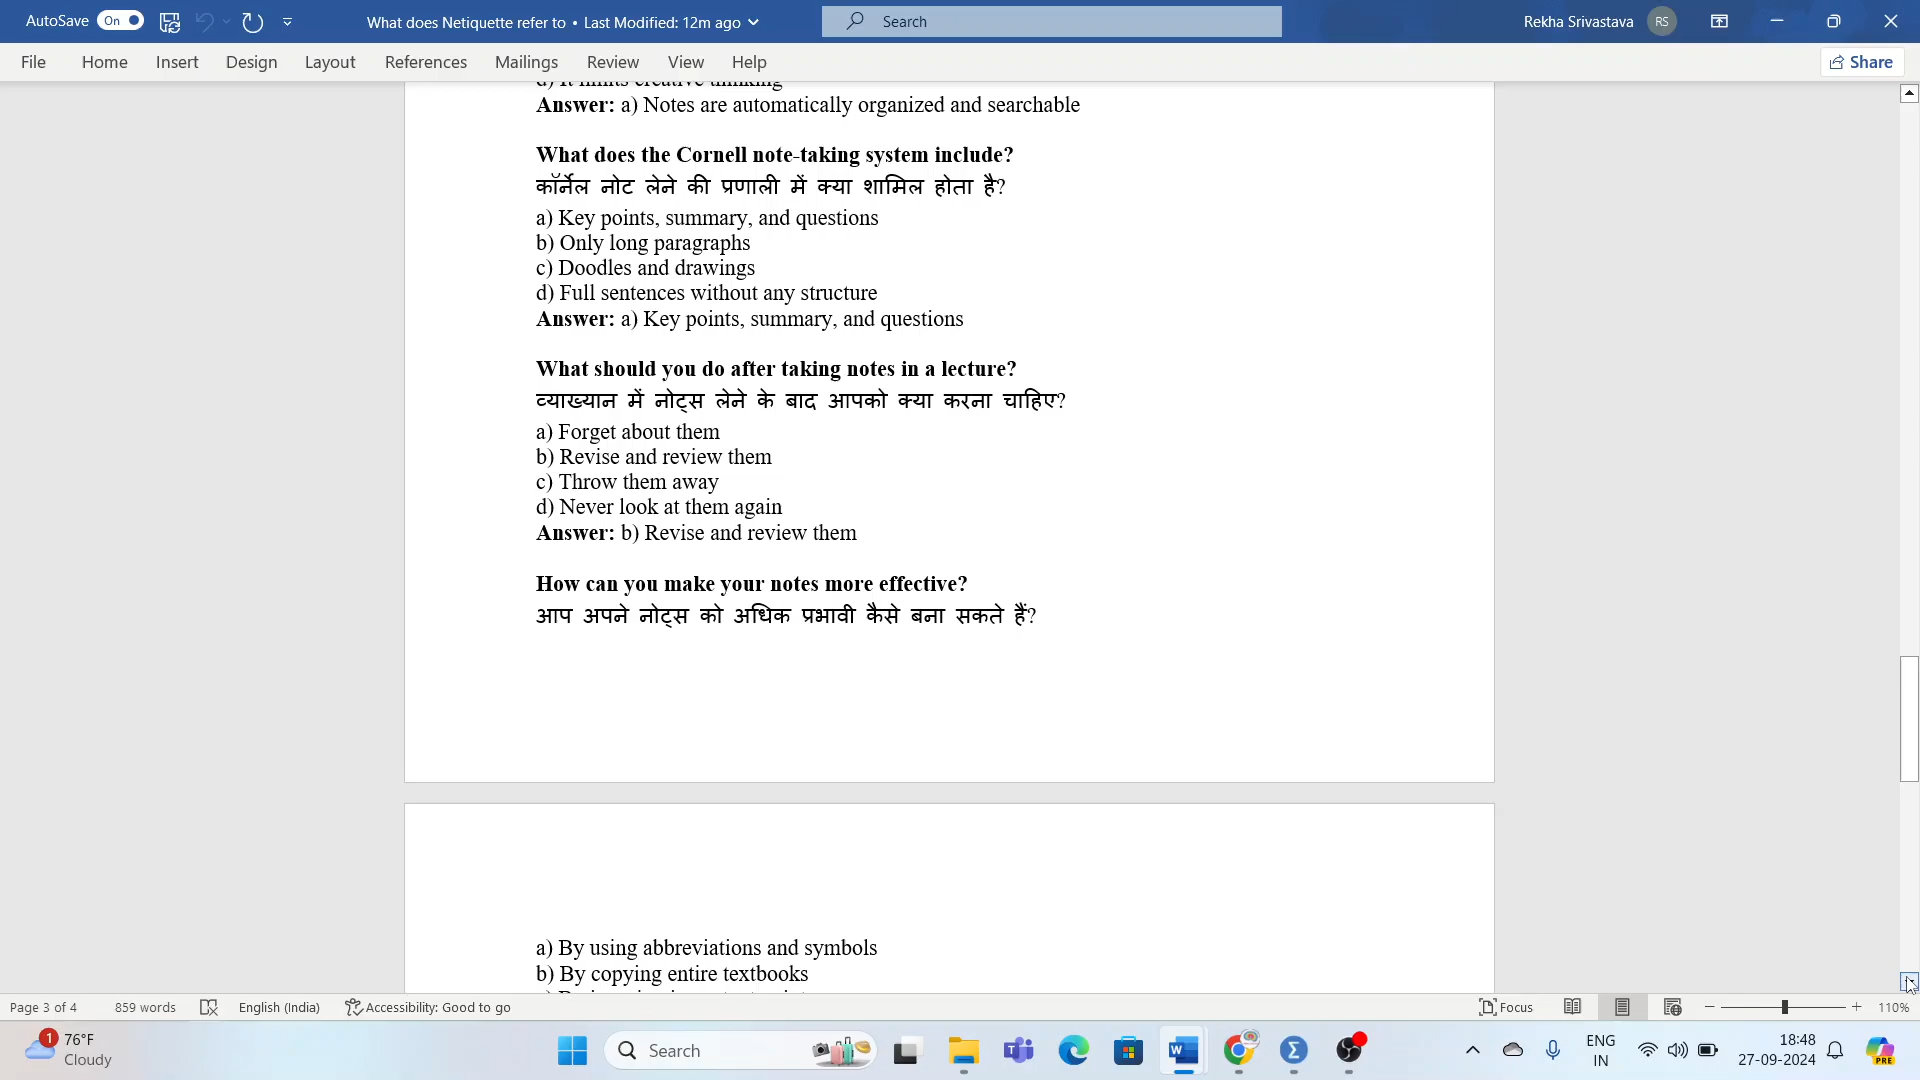 AutoSave On What does Netiquette refer to • Last Modified: 12m ago Search Rekha Srivastava RS
File Home Insert Design Layout References Mailings Review View Help Share
d) It limits creative thinking
Answer: a) Notes are automatically organized and searchable
What does the Cornell note-taking system include?
कॉर्नेल नोट लेने की प्रणाली में क्या शामिल होता है?
a) Key points, summary, and questions
b) Only long paragraphs
c) Doodles and drawings
d) Full sentences without any structure
Answer: a) Key points, summary, and questions
What should you do after taking notes in a lecture?
व्याख्यान में नोट्स लेने के बाद आपको क्या करना चाहिए?
a) Forget about them
b) Revise and review them
c) Throw them away
d) Never look at them again
Answer: b) Revise and review them
How can you make your notes more effective?
आप अपने नोट्स को अधिक प्रभावी कैसे बना सकते हैं?
a) By using abbreviations and symbols
b) By copying entire textbooks
Page 3 of 4 859 words English (India) Accessibility: Good to go Focus 110%
1 76°F Search ENG 18:48
Cloudy IN 27-09-2024 PRE